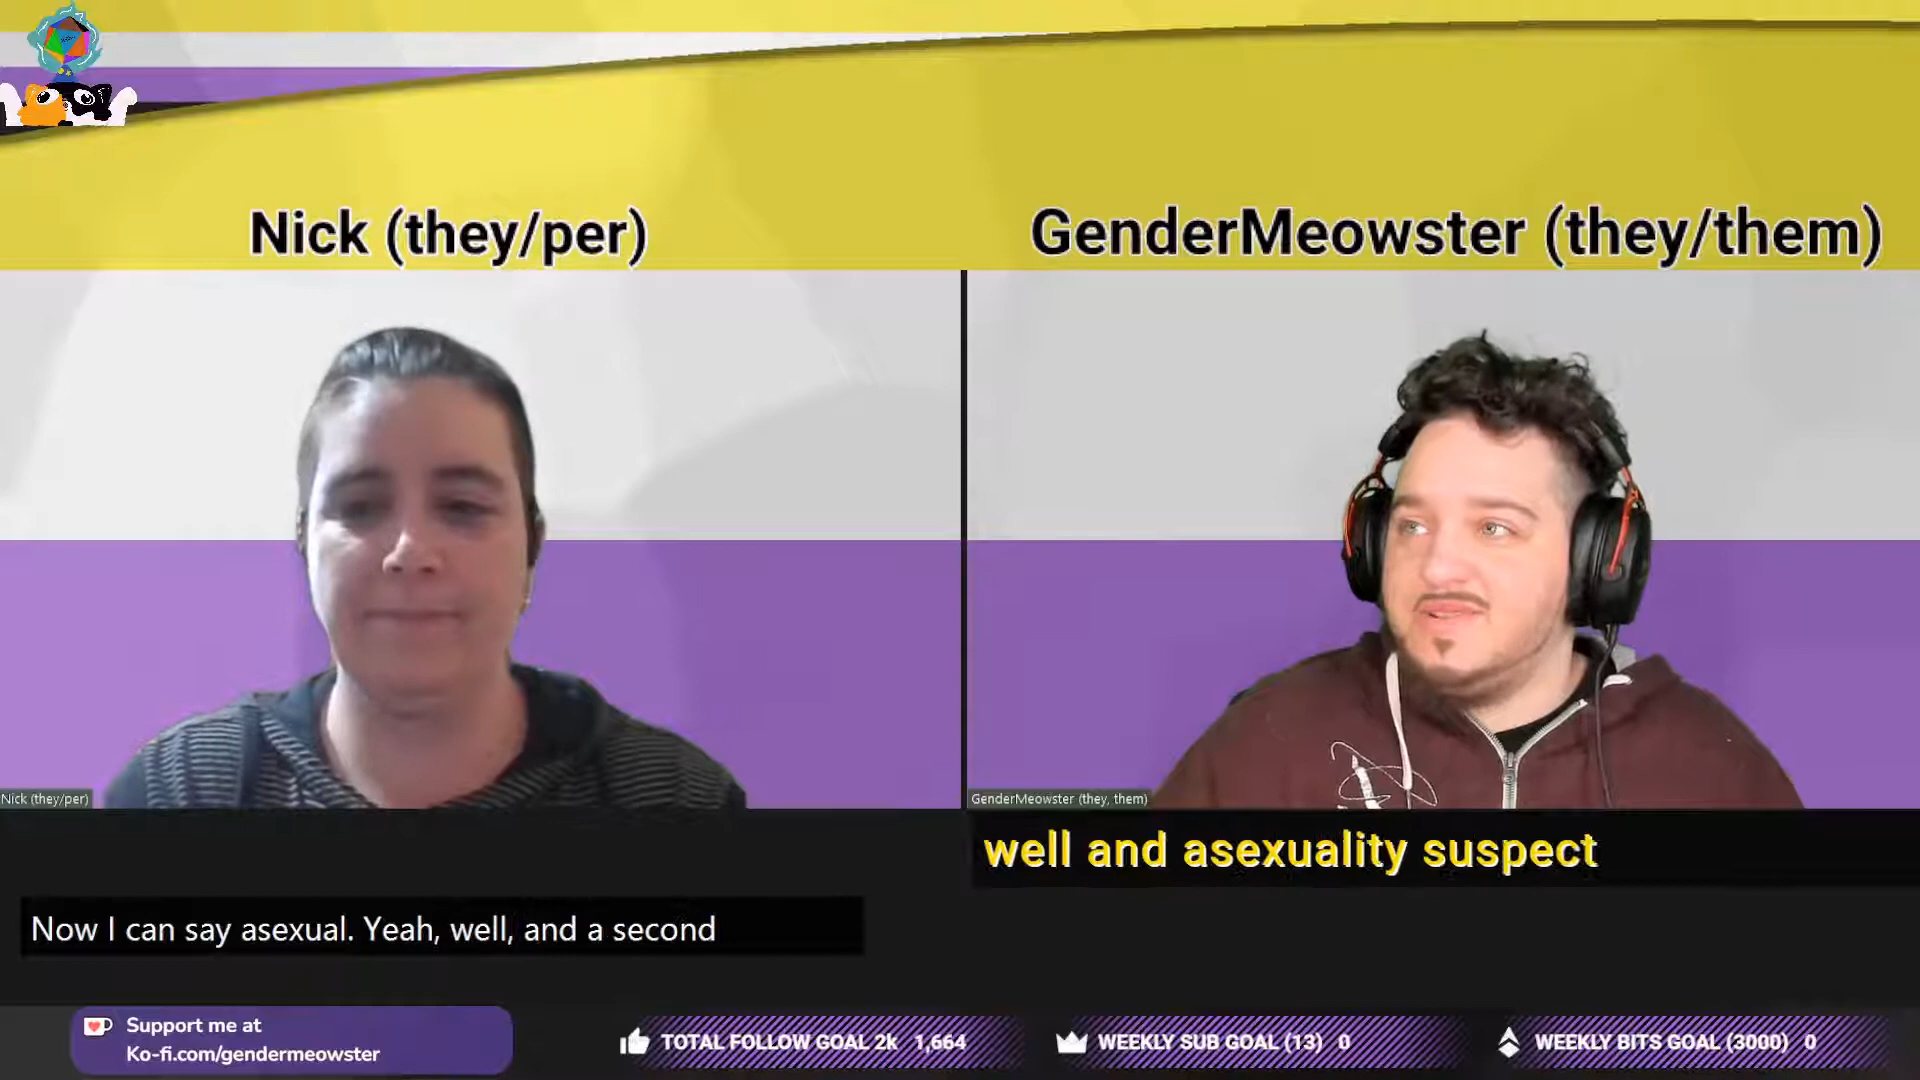 Nick (they/per)
GenderMeowster (they/them)
Nick (they/per)
GenderMeowster (they, them)
well and asexuality suspect
Now I can say asexual. Yeah, well, and a second
Support me at
Ko-fi.com/gendermeowster
TOTAL FOLLOW GOAL 2k 1,664
WEEKLY SUB GOAL (13) 0
WEEKLY BITS GOAL (3000) 0